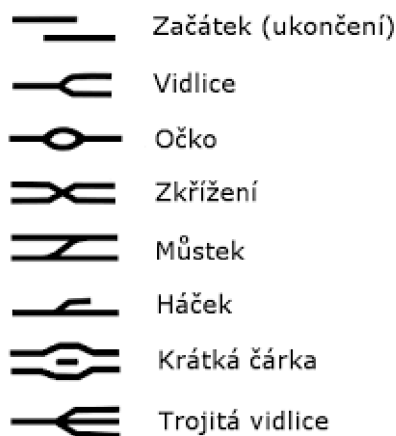 Začátek (ukončení)
Vidlice
Očko
Zkřížení
Můstek
Háček
Krátká čárka
Trojitá vidlice